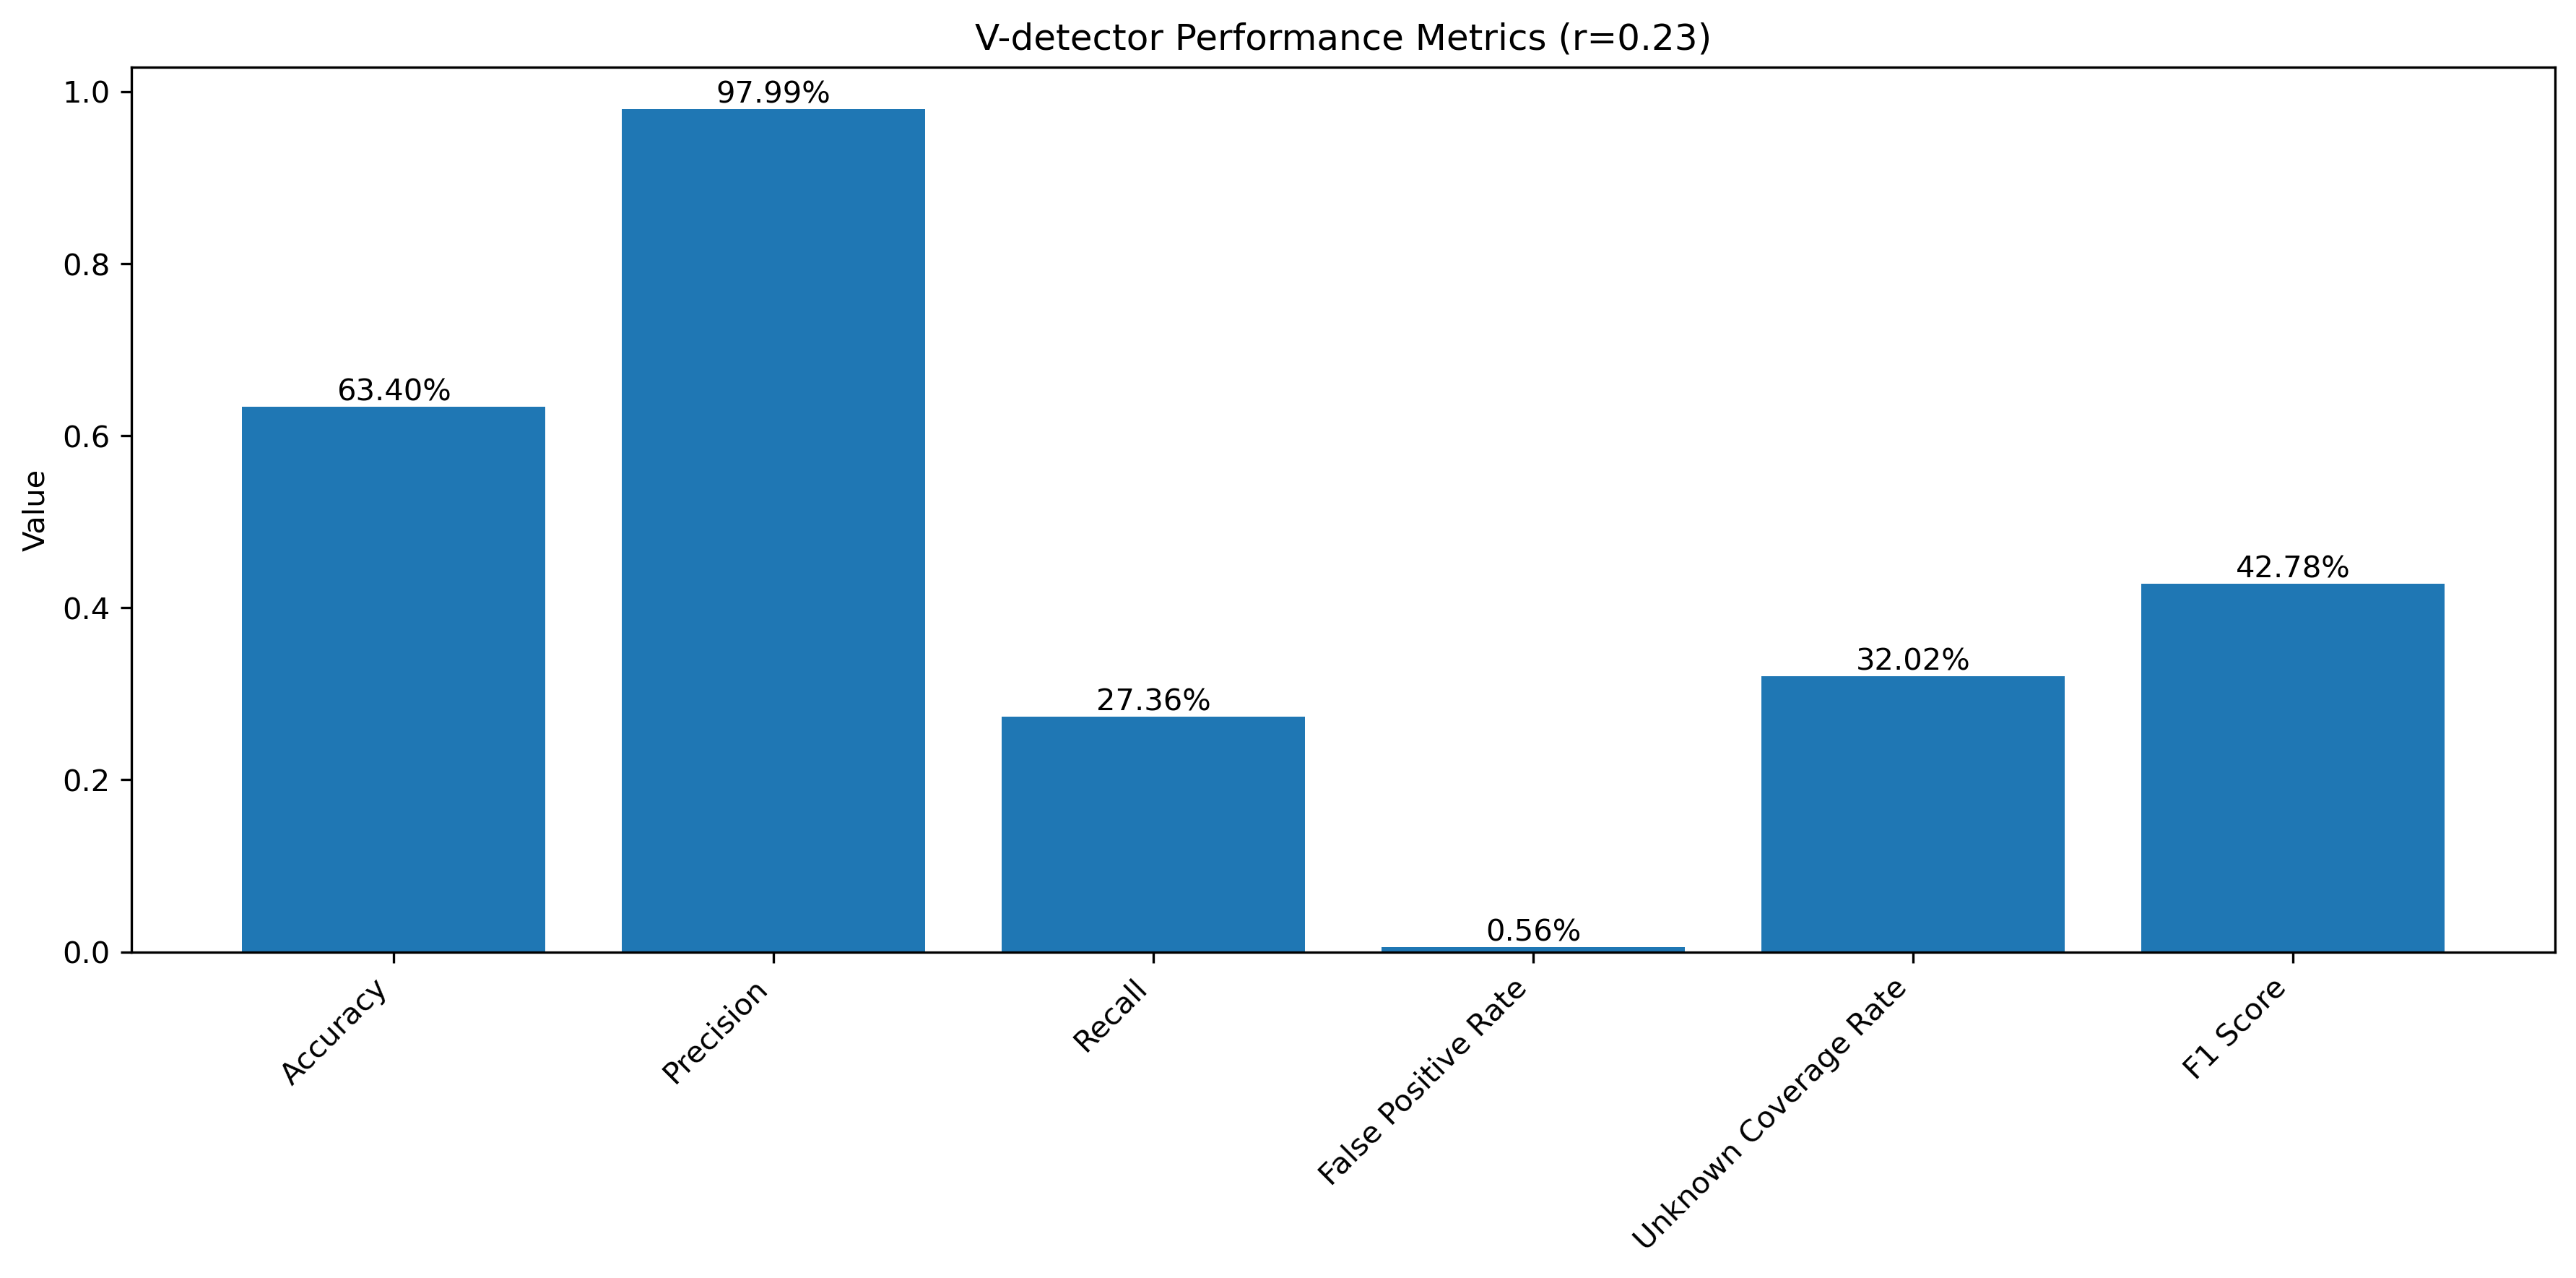 V-detector Performance Metrics (r=0.23)
Value
1.0
0.8
0.6
0.4
0.2
0.0
63.40%
97.99%
27.36%
0.56%
32.02%
42.78%
Accuracy
Precision
Recall
False Positive Rate
Unknown Coverage Rate
F1 Score